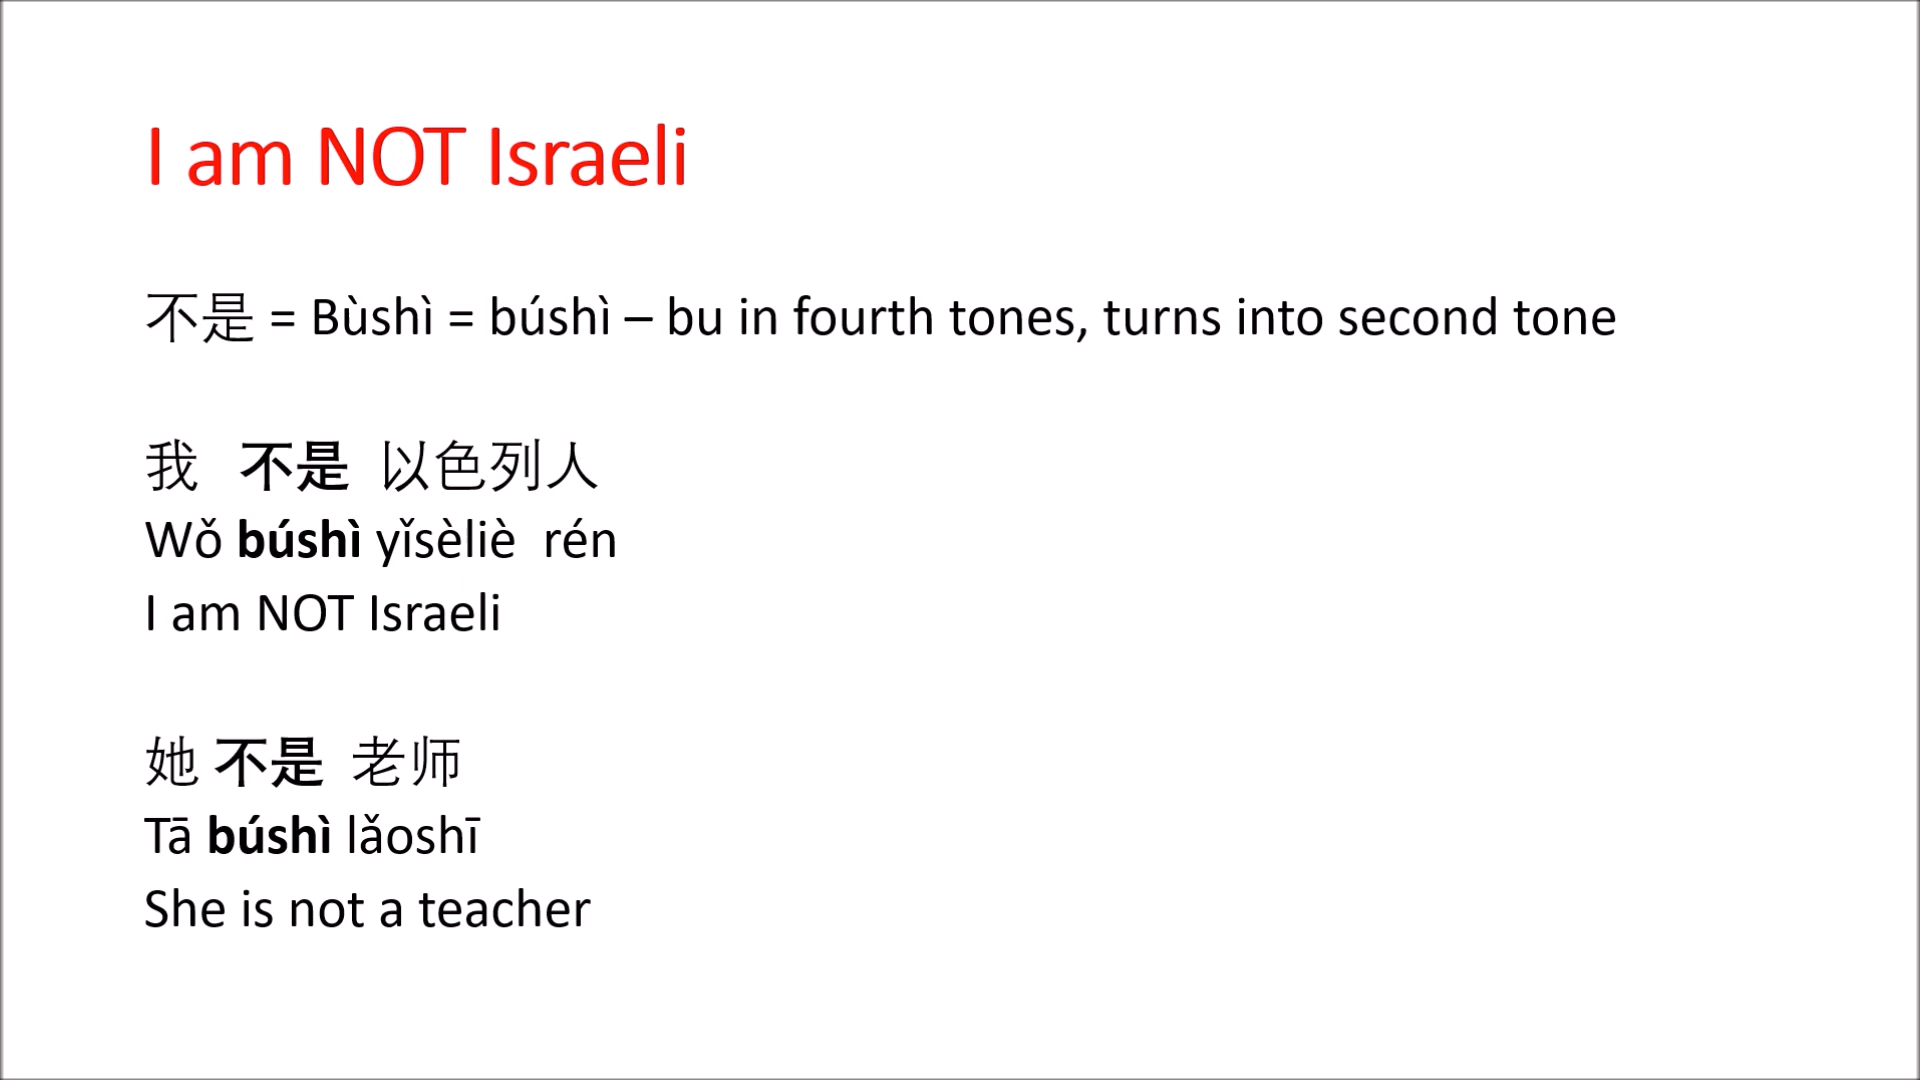 I am NOT Israeli
不是 = Bùshì = búshì – bu in fourth tones, turns into second tone
我 不是 以色列人
Wǒ búshì yǐsèliè rén
I am NOT Israeli
她 不是 老师
Tā búshì lǎoshī
She is not a teacher